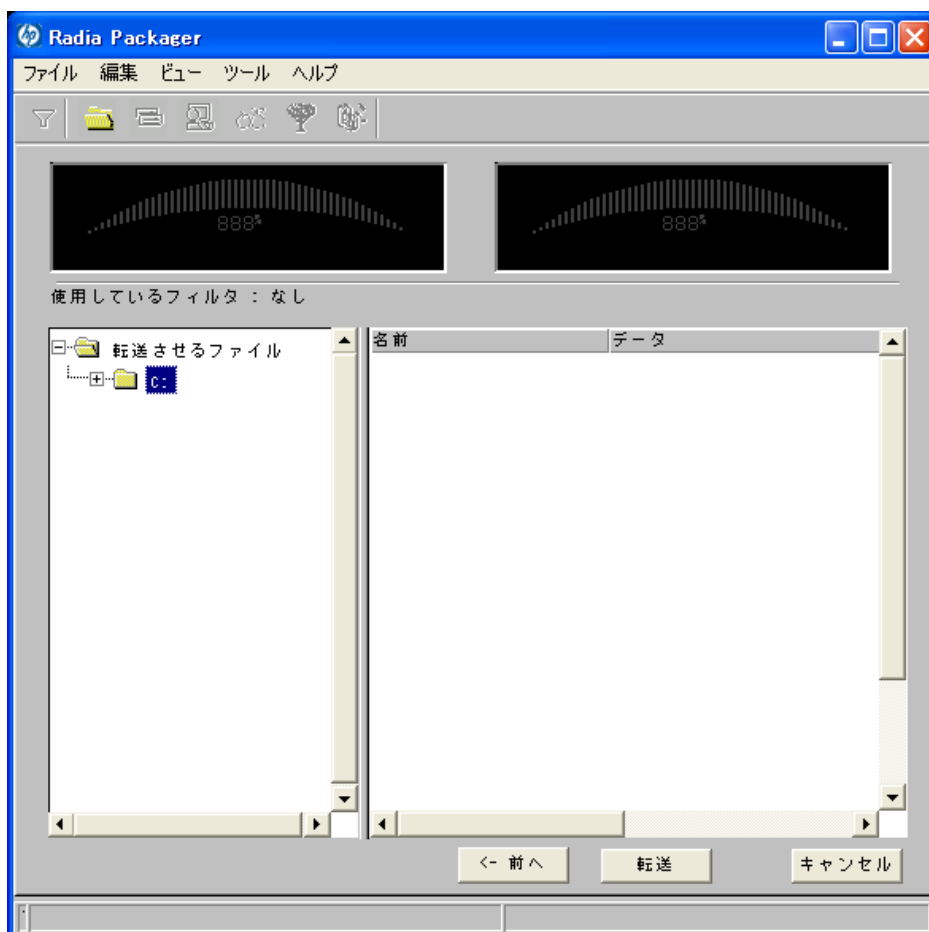 Radia Packager
ファイル 編集 ビュー ツール ヘルプ
888% 888%
使用しているフィルタ : なし
転送させるファイル
C:
名前 データ
<- 前へ 転送 キャンセル